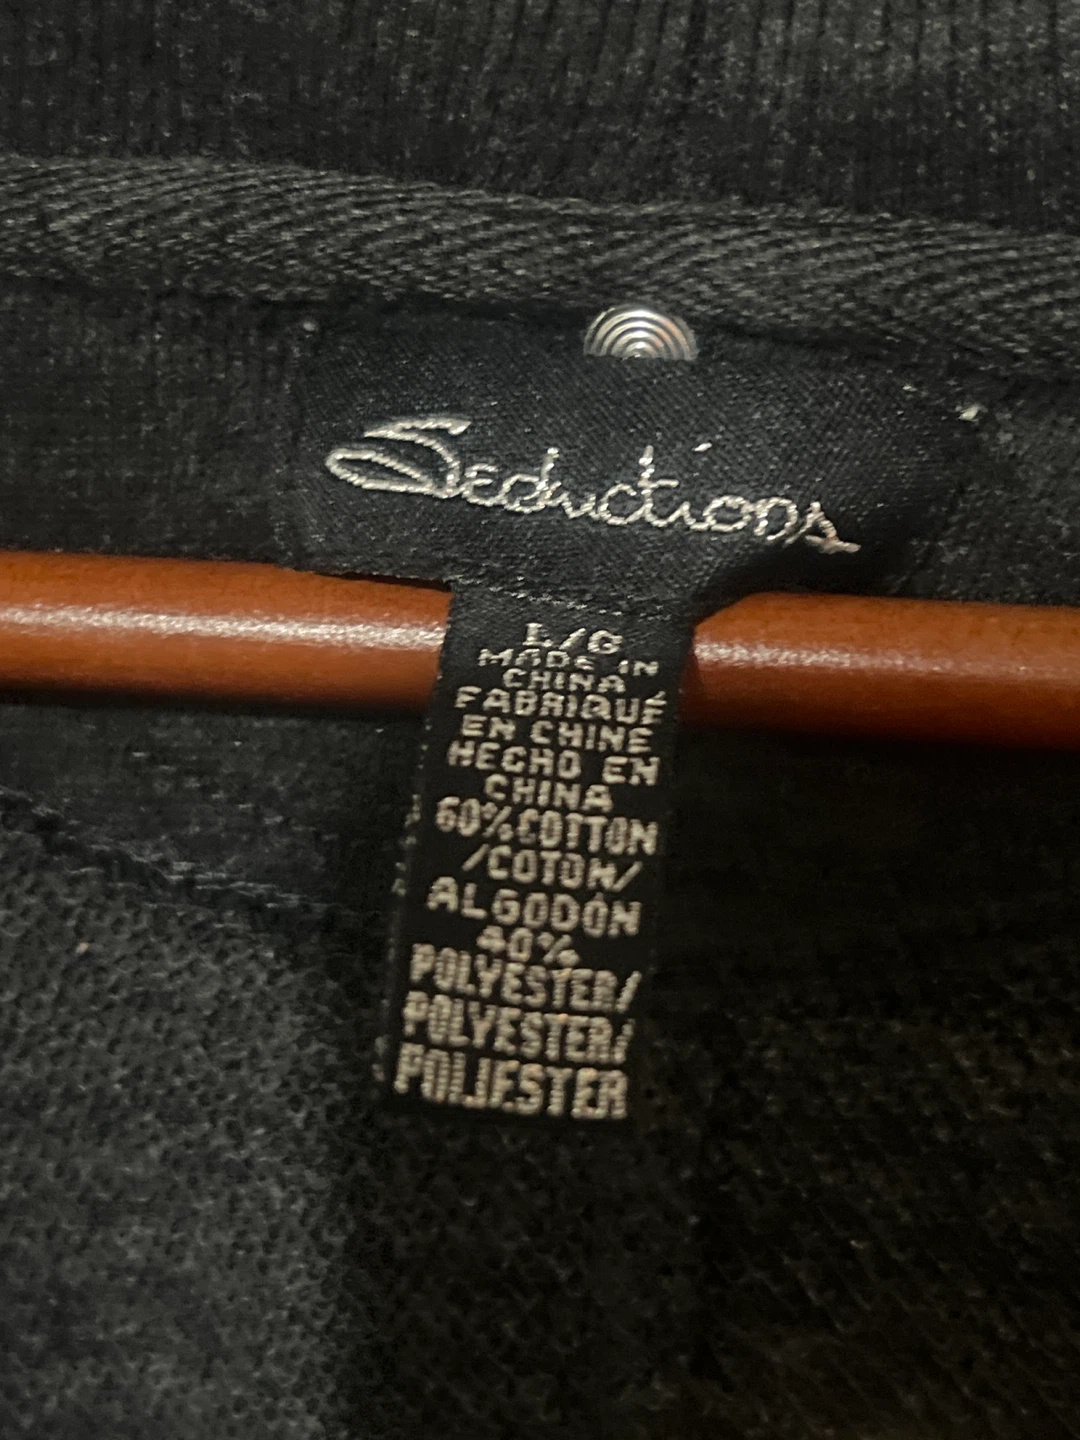 Seductions
L/G
MADE IN
CHINA
FABRIQUÉ
EN CHINE
HECHO EN
CHINA
60%COTTON
/COTON/
ALGODÓN
40%
POLYESTER/
POLYESTER/
POLIESTER